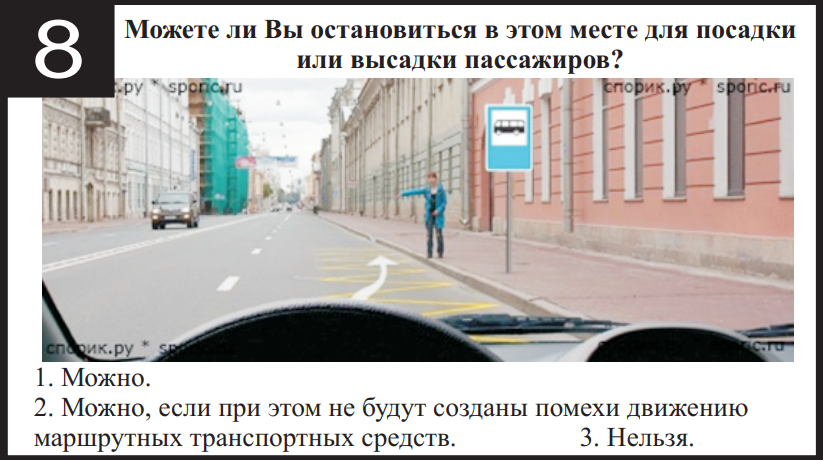 8
Можете ли Вы остановиться в этом месте для посадки
или высадки пассажиров?
.ру * sporic.ru
спорик.ру * sporic.ru
спорик.ру * sp
.ru
1. Можно.
2. Можно, если при этом не будут созданы помехи движению
маршрутных транспортных средств. 3. Нельзя.